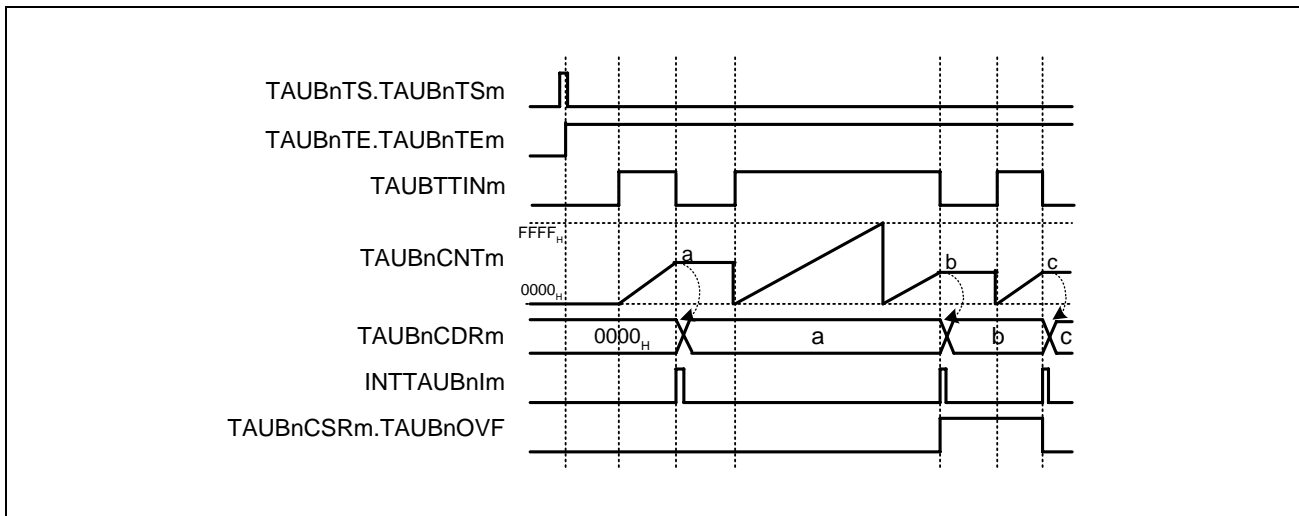 TAUBnTS.TAUBnTSm
TAUBnTE.TAUBnTEm
TAUBTTINm
FFFFH
TAUBnCNTm
a
b
c
0000H
TAUBnCDRm
0000H
a
b
c
INTTAUBnIm
TAUBnCSRm.TAUBnOVF